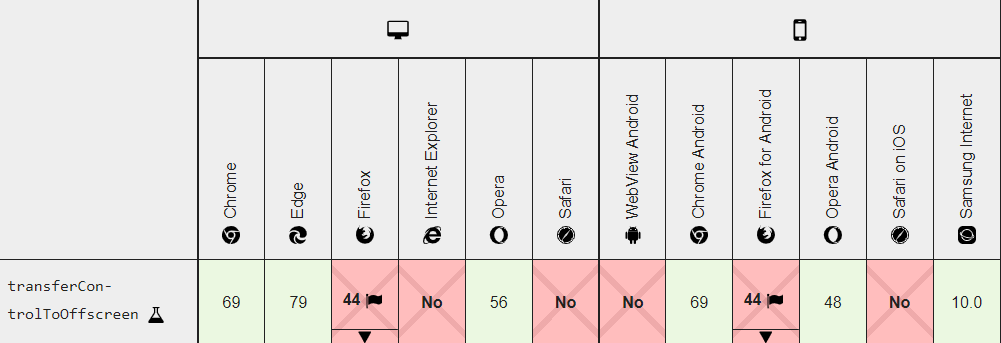 Chrome
Edge
Firefox
Internet Explorer
Opera
Safari
WebView Android
Chrome Android
Firefox for Android
Opera Android
Safari on iOS
Samsung Internet
transferCon-
trolToOffscreen
69
79
44
No
56
No
No
69
44
48
No
10.0